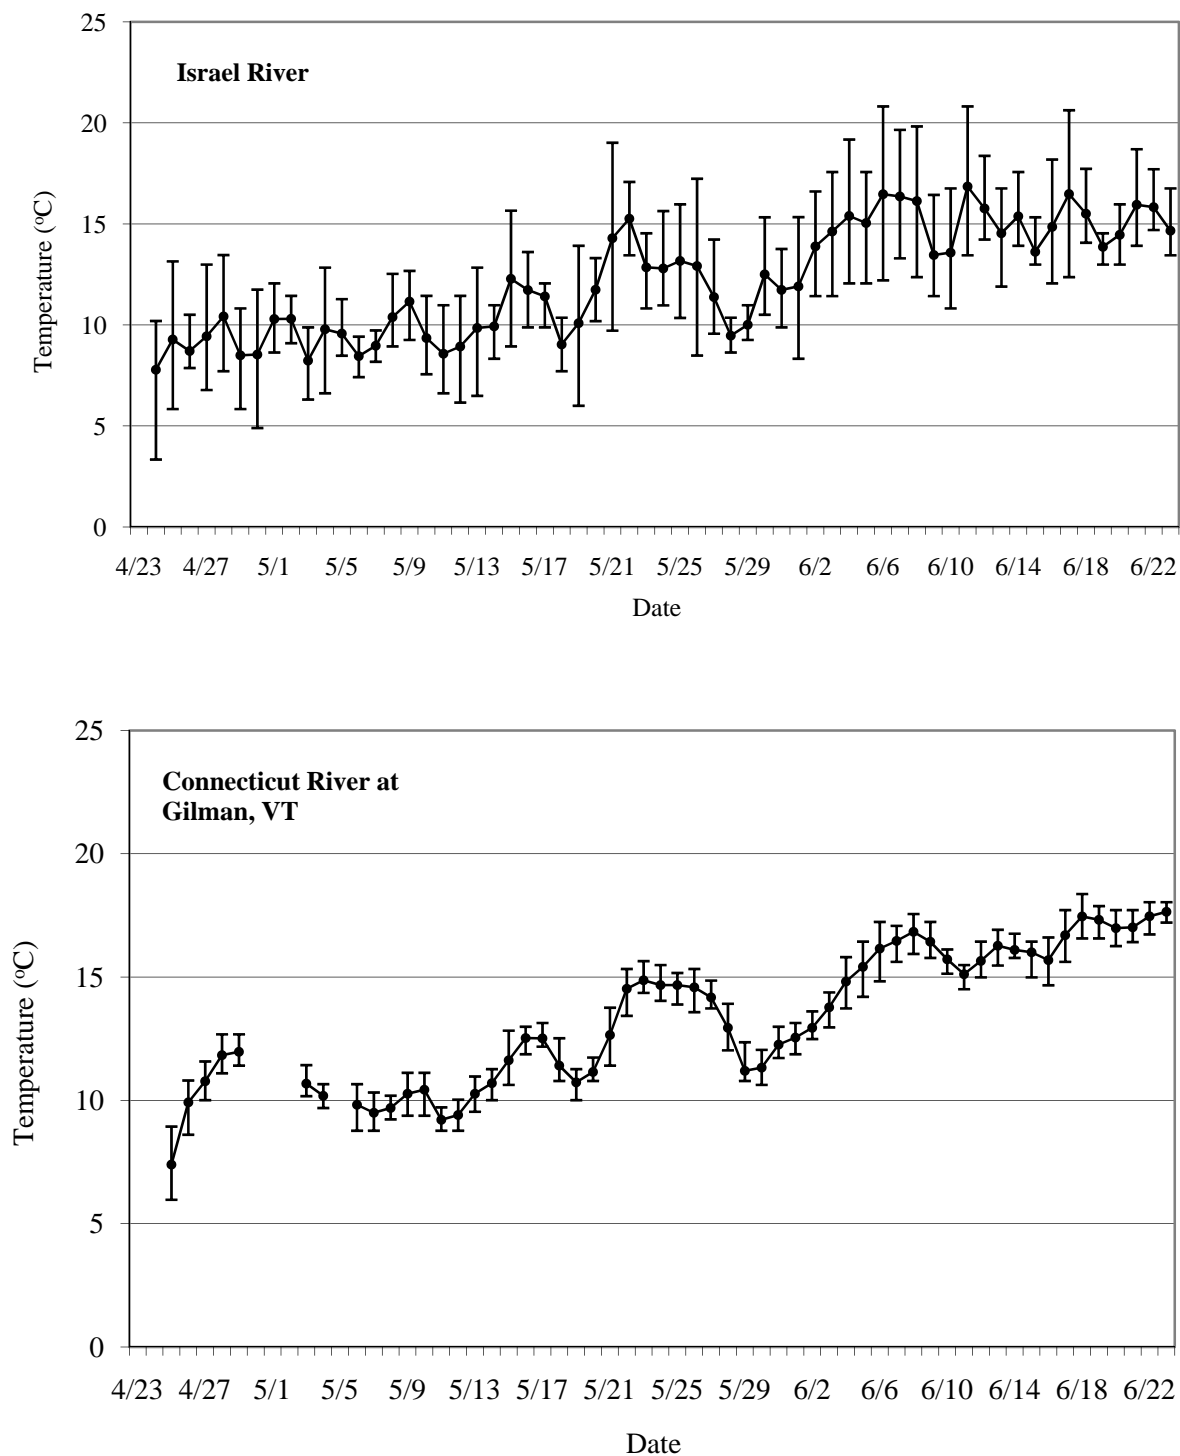 25
Israel River
20
15
10
5
0
Temperature (ºC)
4/23 4/27 5/1 5/5 5/9 5/13 5/17 5/21 5/25 5/29 6/2 6/6 6/10 6/14 6/18 6/22
Date
25
Connecticut River at
Gilman, VT
20
15
10
5
0
Temperature (ºC)
4/23 4/27 5/1 5/5 5/9 5/13 5/17 5/21 5/25 5/29 6/2 6/6 6/10 6/14 6/18 6/22
Date